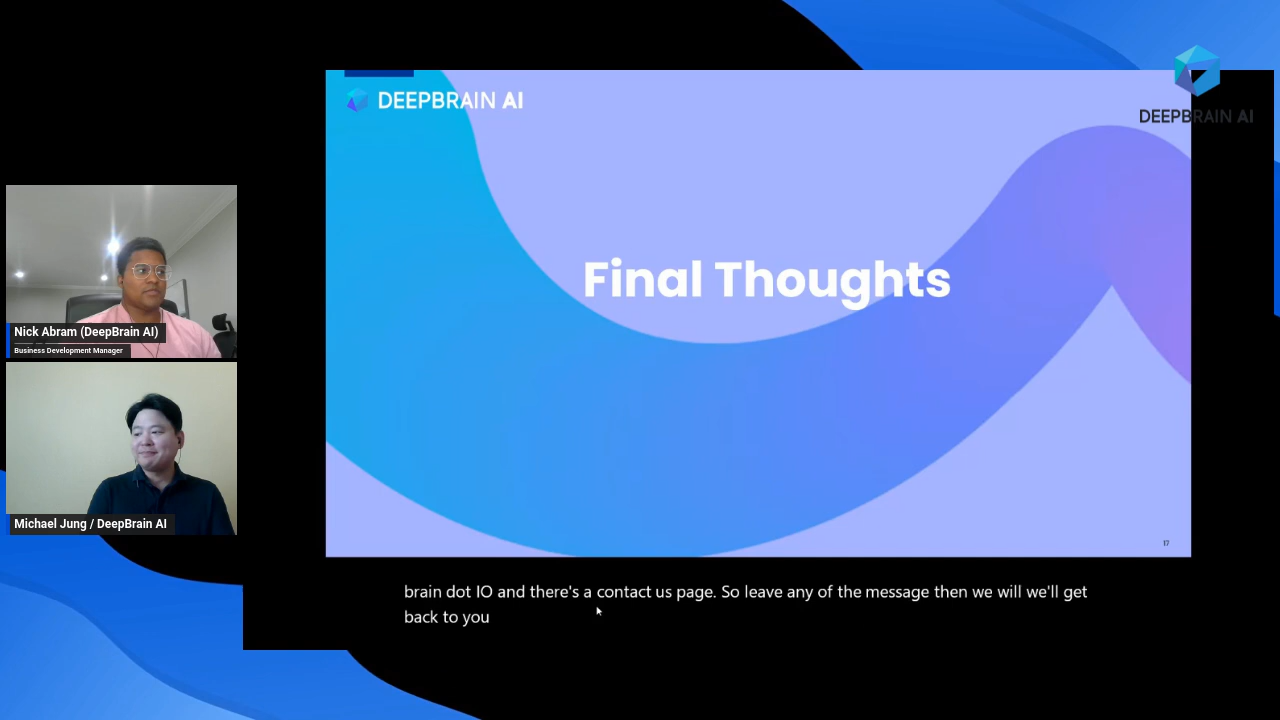 DEEPBRAIN AI
DEEPBRAIN AI
Final Thoughts
Nick Abram (DeepBrain AI)
Business Development Manager
Michael Jung / DeepBrain AI
17
brain dot IO and there's a contact us page. So leave any of the message then we will we'll get
back to you